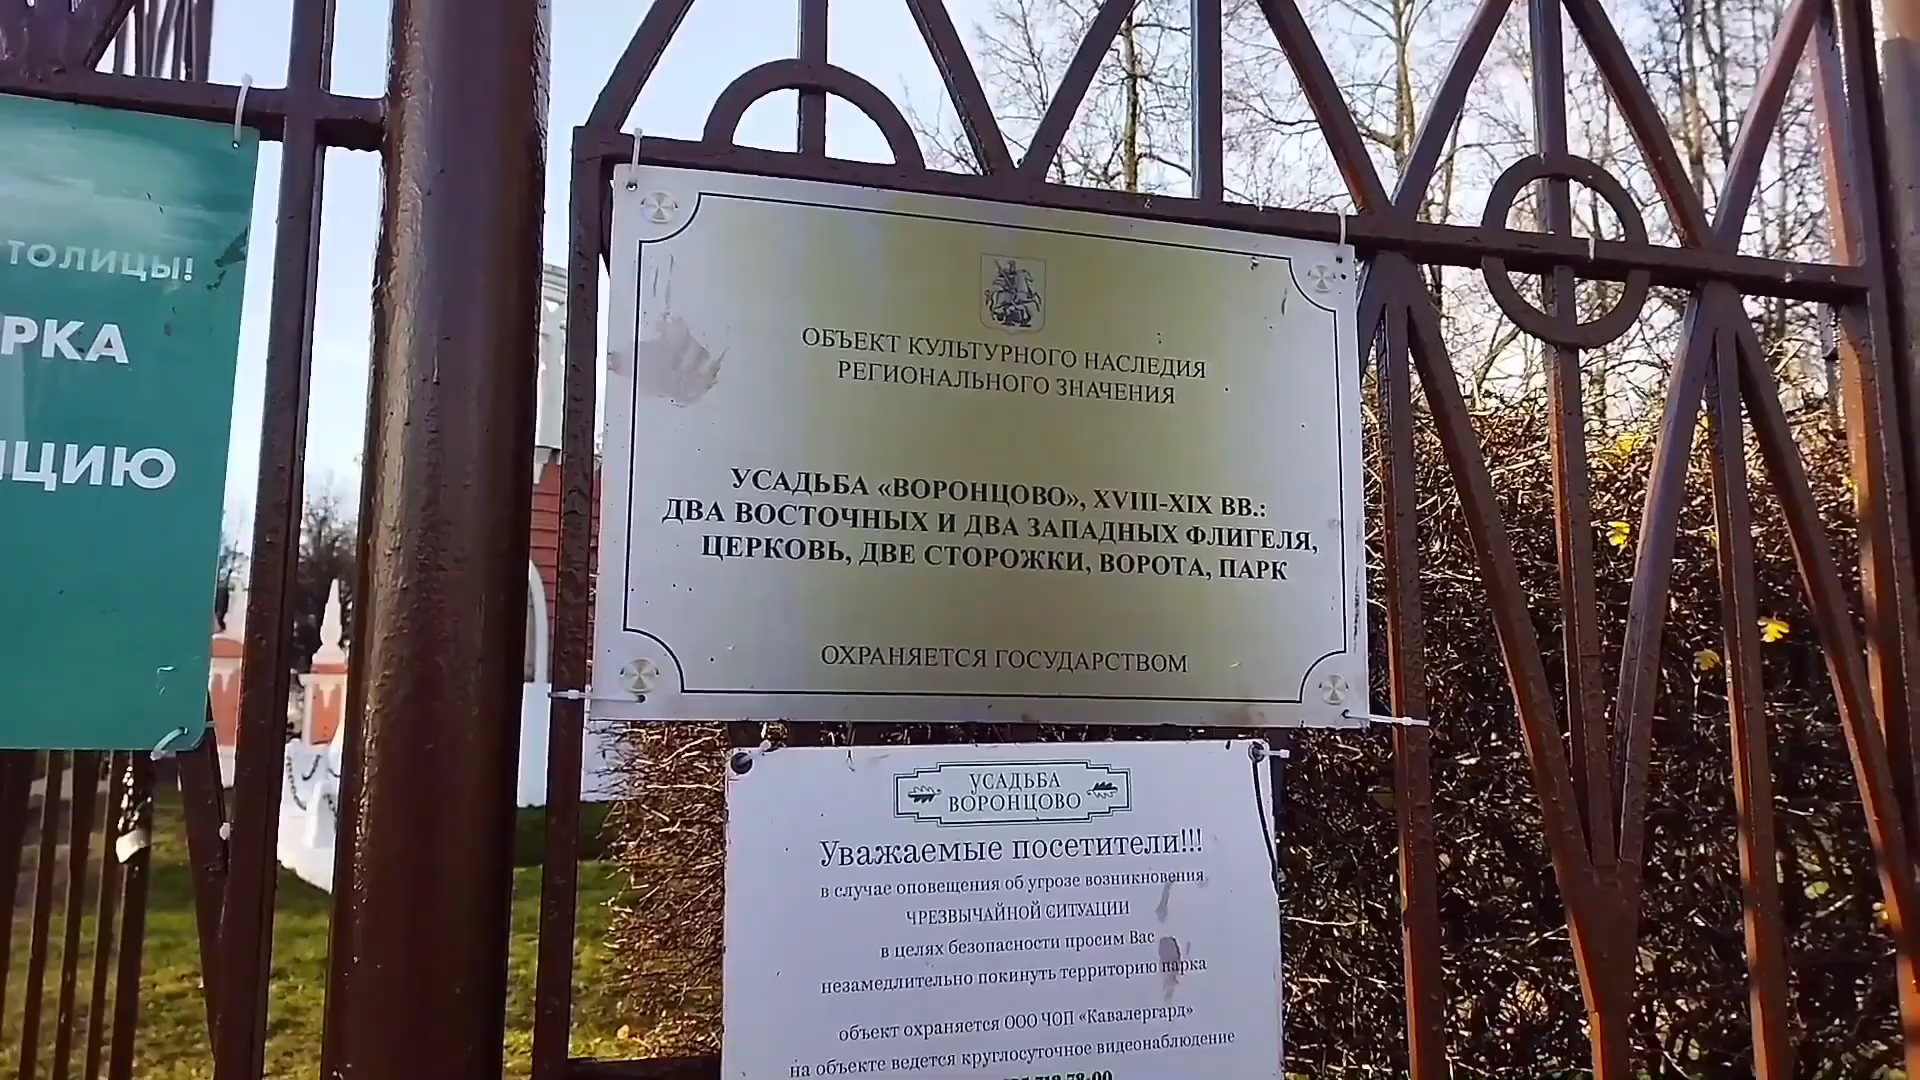 ТОЛИЦЫ!
РКА
ЦИЮ
ОБЪЕКТ КУЛЬТУРНОГО НАСЛЕДИЯ
РЕГИОНАЛЬНОГО ЗНАЧЕНИЯ
УСАДЬБА «ВОРОНЦОВО», XVIII-XIX ВВ.:
ДВА ВОСТОЧНЫХ И ДВА ЗАПАДНЫХ ФЛИГЕЛЯ,
ЦЕРКОВЬ, ДВЕ СТОРОЖКИ, ВОРОТА, ПАРК
ОХРАНЯЕТСЯ ГОСУДАРСТВОМ
УСАДЬБА
ВОРОНЦОВО
Уважаемые посетители!!!
в случае оповещения об угрозе возникновения
ЧРЕЗВЫЧАЙНОЙ СИТУАЦИИ
в целях безопасности просим Вас
незамедлительно покинуть территорию парка
объект охраняется ООО ЧОП «Кавалергард»
на объекте ведется круглосуточное видеонаблюдение